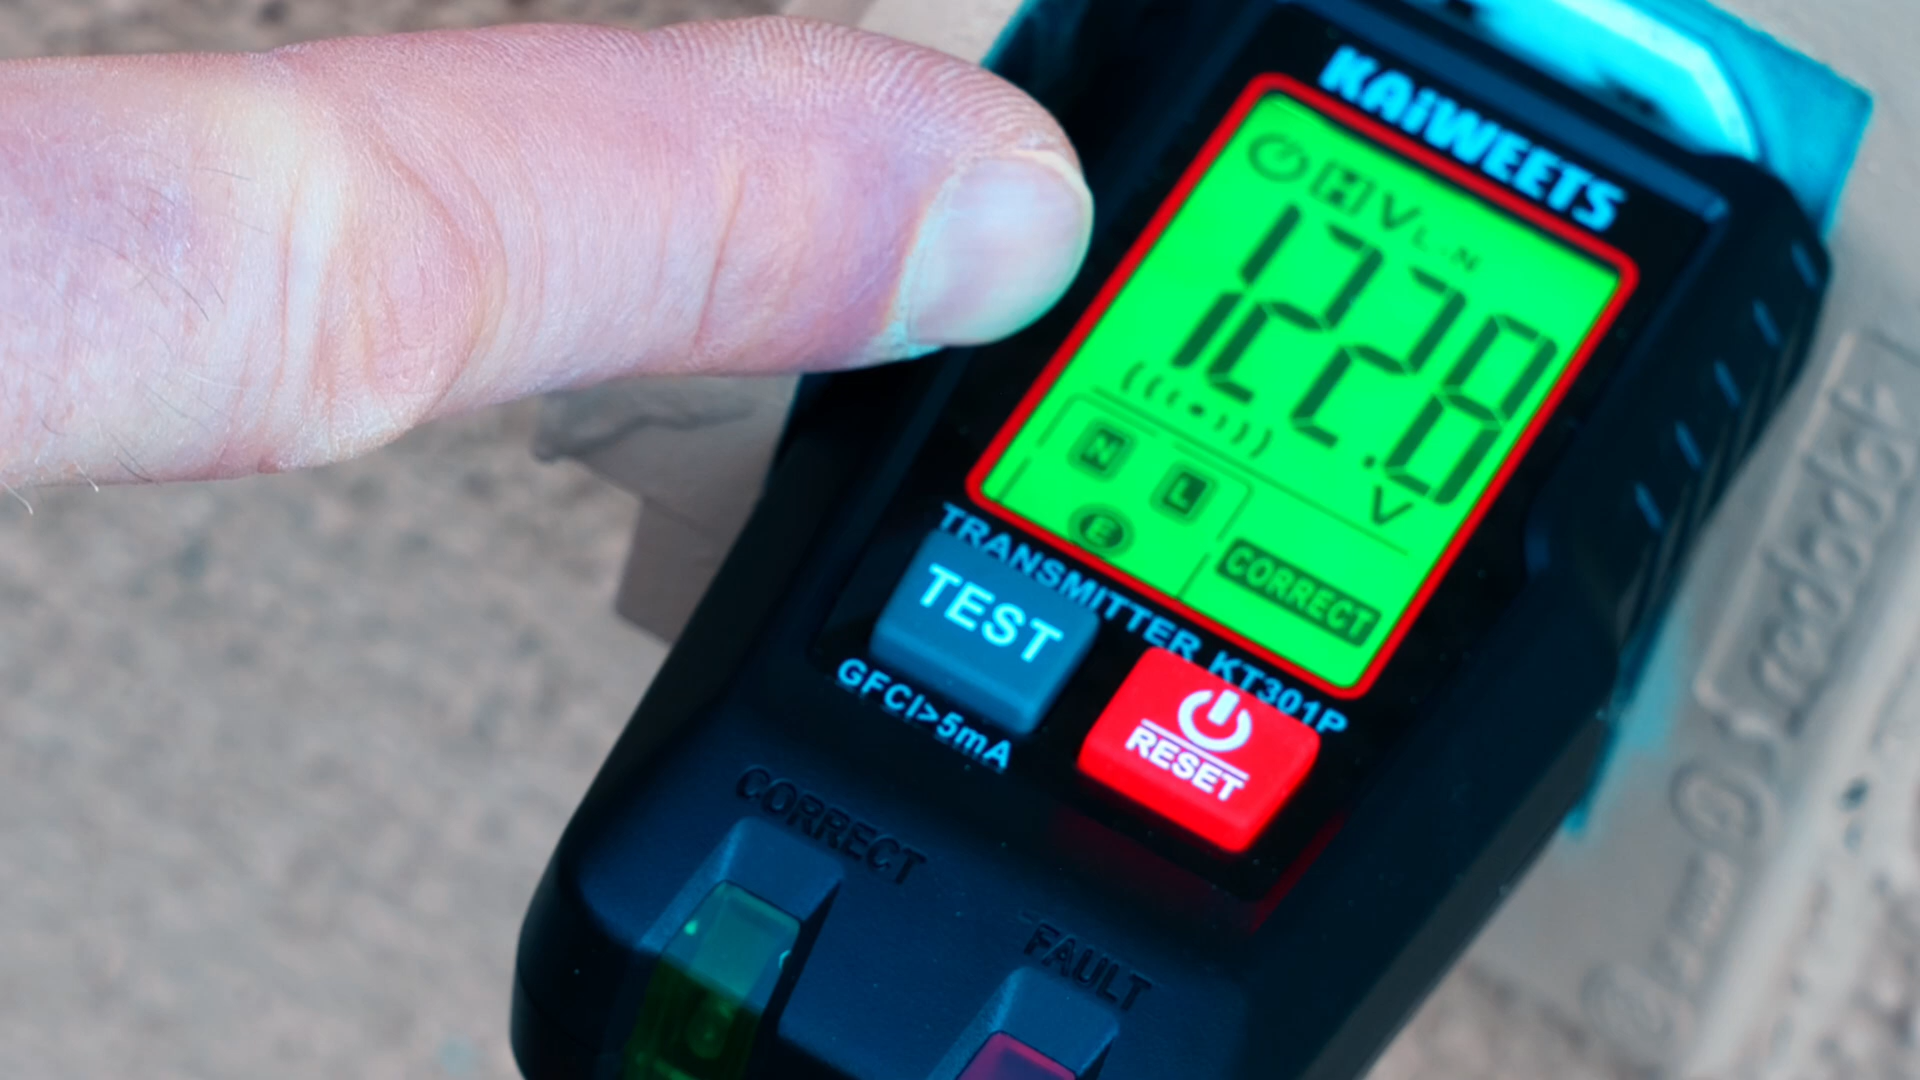 KAIWEETS
H V L-N
122.8
V
N L
E
CORRECT
TRANSMITTER KT301P
TEST
RESET
GFCI>5mA
CORRECT
FAULT